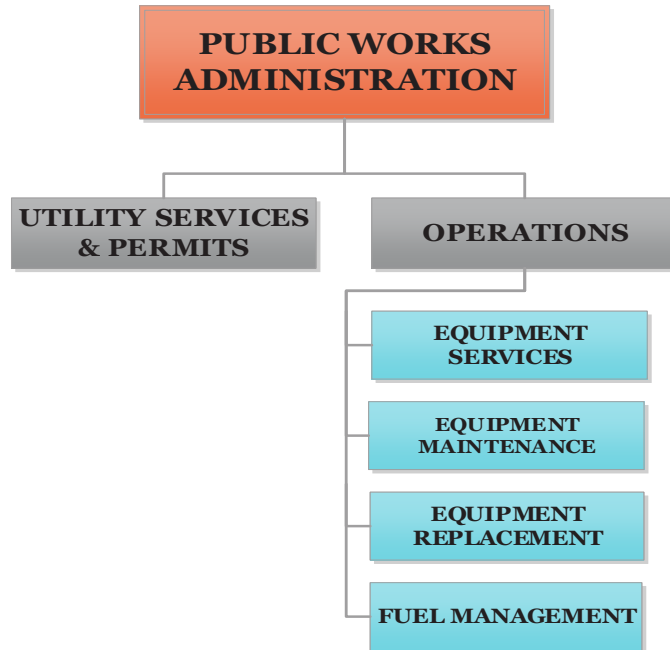 PUBLIC WORKS
ADMINISTRATION
UTILITY SERVICES
& PERMITS
OPERATIONS
EQUIPMENT
SERVICES
EQUIPMENT
MAINTENANCE
EQUIPMENT
REPLACEMENT
FUEL MANAGEMENT